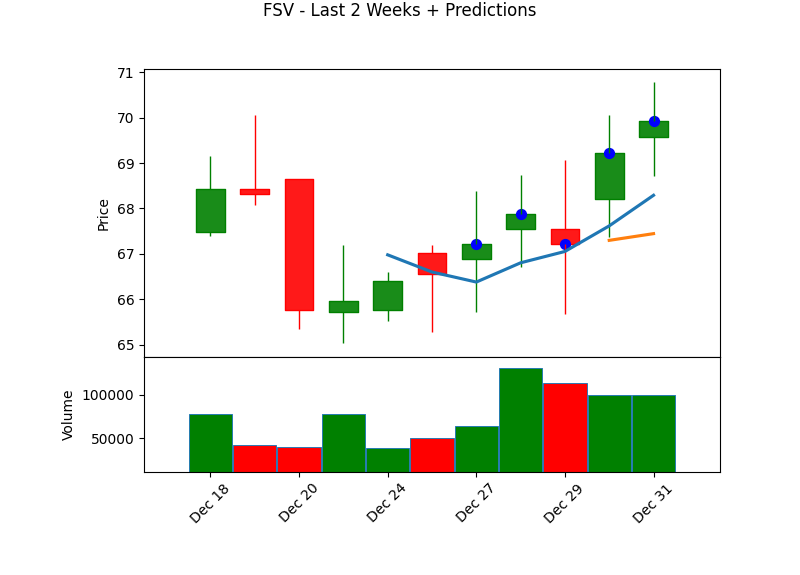 FSV - Last 2 Weeks + Predictions
71
70
69
68
67
66
65
Price
100000
50000
Volume
Dec 18
Dec 20
Dec 24
Dec 27
Dec 29
Dec 31